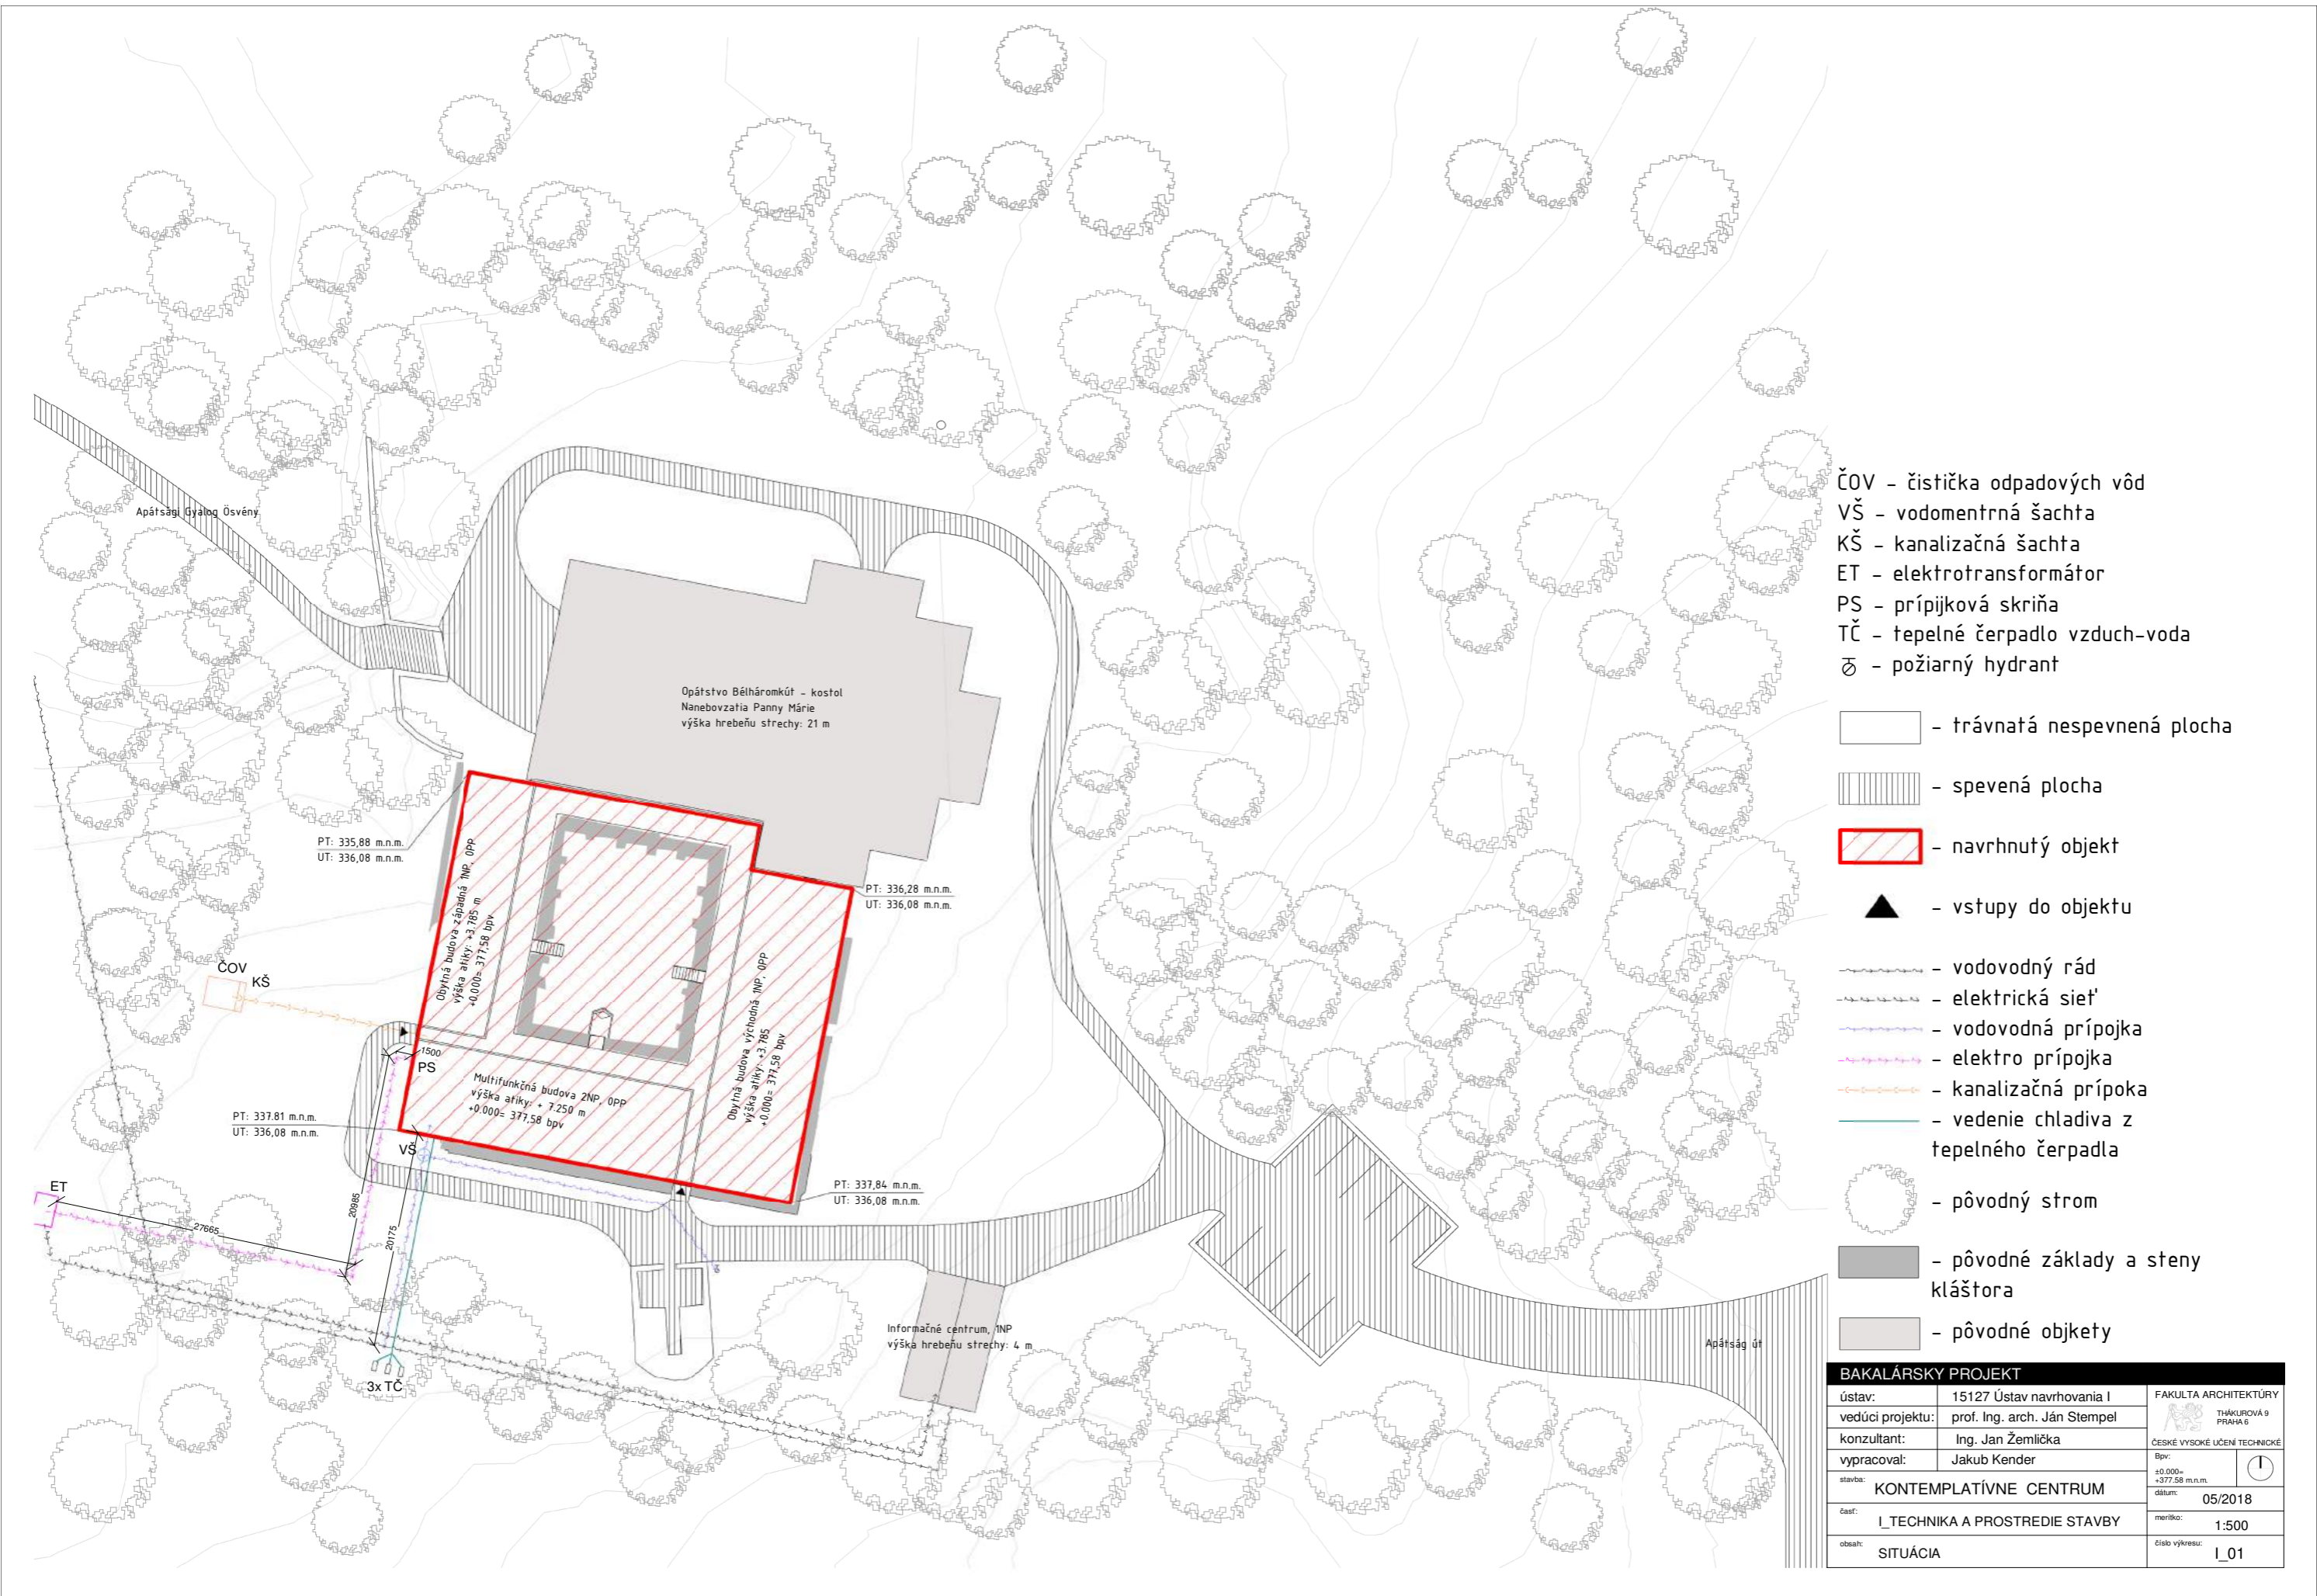 Apátsági Gyalog Ösvény
Opátstvo Bélháromkút - kostol
Nanebovzatia Panny Márie
výška hrebeňu strechy: 21 m
PT: 335,88 m.n.m.
UT: 336,08 m.n.m.
PT: 336,28 m.n.m.
UT: 336,08 m.n.m.
Obytná budova západná 1NP, 0PP
výška atiky: +3.785 m
+0.000= 377,58 bpv
Obytná budova východná 1NP, 0PP
výška atiky: +3.785
+0.000= 377,58 bpv
ČOV
KŠ
1500
PS
Multifunkčná budova 2NP, 0PP
výška atiky: + 7.250 m
+0.000= 377,58 bpv
PT: 337.81 m.n.m.
UT: 336,08 m.n.m.
VŠ
PT: 337,84 m.n.m.
UT: 336,08 m.n.m.
ET
27665
20985
20175
3x TČ
Informačné centrum, 1NP
výška hrebeňu strechy: 4 m
Apátság út
ČOV - čistička odpadových vôd
VŠ - vodomentrná šachta
KŠ - kanalizačná šachta
ET - elektrotransformátor
PS - prípijková skriňa
TČ - tepelné čerpadlo vzduch-voda
- požiarný hydrant
- trávnatá nespevnená plocha
- spevená plocha
- navrhnutý objekt
- vstupy do objektu
- vodovodný rád
- elektrická sieť
- vodovodná prípojka
- elektro prípojka
- kanalizačná prípoka
- vedenie chladiva z
tepelného čerpadla
- pôvodný strom
- pôvodné základy a steny
kláštora
- pôvodné objkety
BAKALÁRSKY PROJEKT
ústav: 15127 Ústav navrhovania I
vedúci projektu: prof. Ing. arch. Ján Stempel
konzultant: Ing. Jan Žemlička
vypracoval: Jakub Kender
FAKULTA ARCHITEKTÚRY
THÁKUROVÁ 9
PRAHA 6
ČESKÉ VYSOKÉ UČENÍ TECHNICKÉ
stavba: KONTEMPLATÍVNE CENTRUM
Bpv:
±0.000=
+377.58 m.n.m.
dátum: 05/2018
časť: I_TECHNIKA A PROSTREDIE STAVBY
merítko: 1:500
obsah: SITUÁCIA
číslo výkresu: I_01